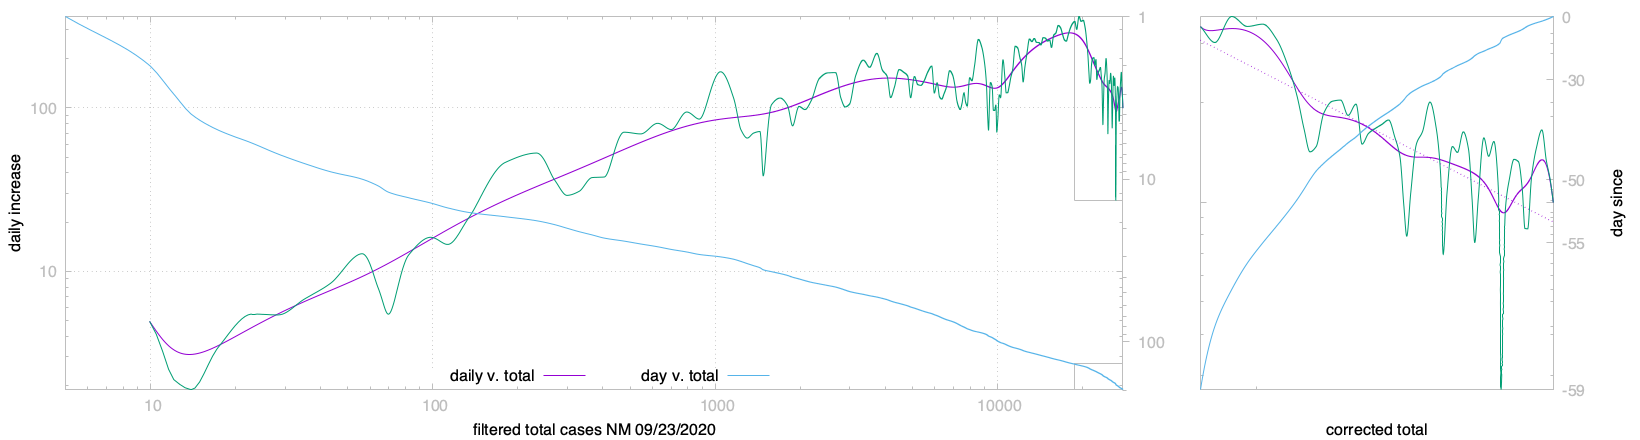 daily increase
100
10
10
100
1000
10000
1
10
100
daily v. total
day v. total
filtered total cases NM 09/23/2020
0
-30
-50
-55
-59
day since
corrected total